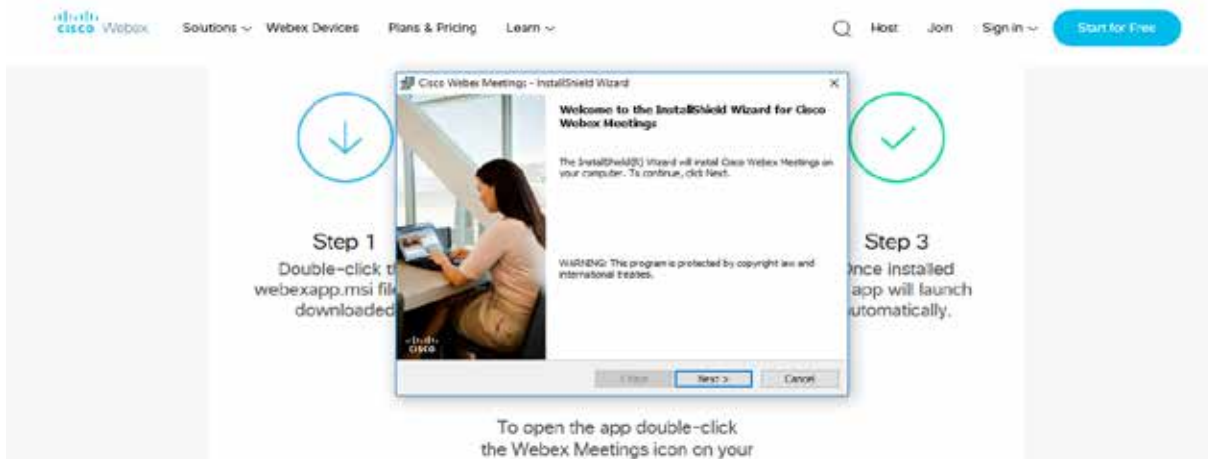 cisco Webex
Solutions
Webex Devices
Plans & Pricing
Learn
Host
Join
Sign in
Start for Free
Cisco Webex Meetings - InstallShield Wizard
Welcome to the InstallShield Wizard for Cisco
Webex Meetings
The InstallShield(R) Wizard will install Cisco Webex Meetings on
your computer. To continue, click Next.
WARNING: This program is protected by copyright law and
international treaties.
CISCO
< Back
Next >
Cancel
Step 1
Double-click t
webexapp.msi fil
downloaded
Step 3
nce installed
app will launch
utomatically.
To open the app double-click
the Webex Meetings icon on your